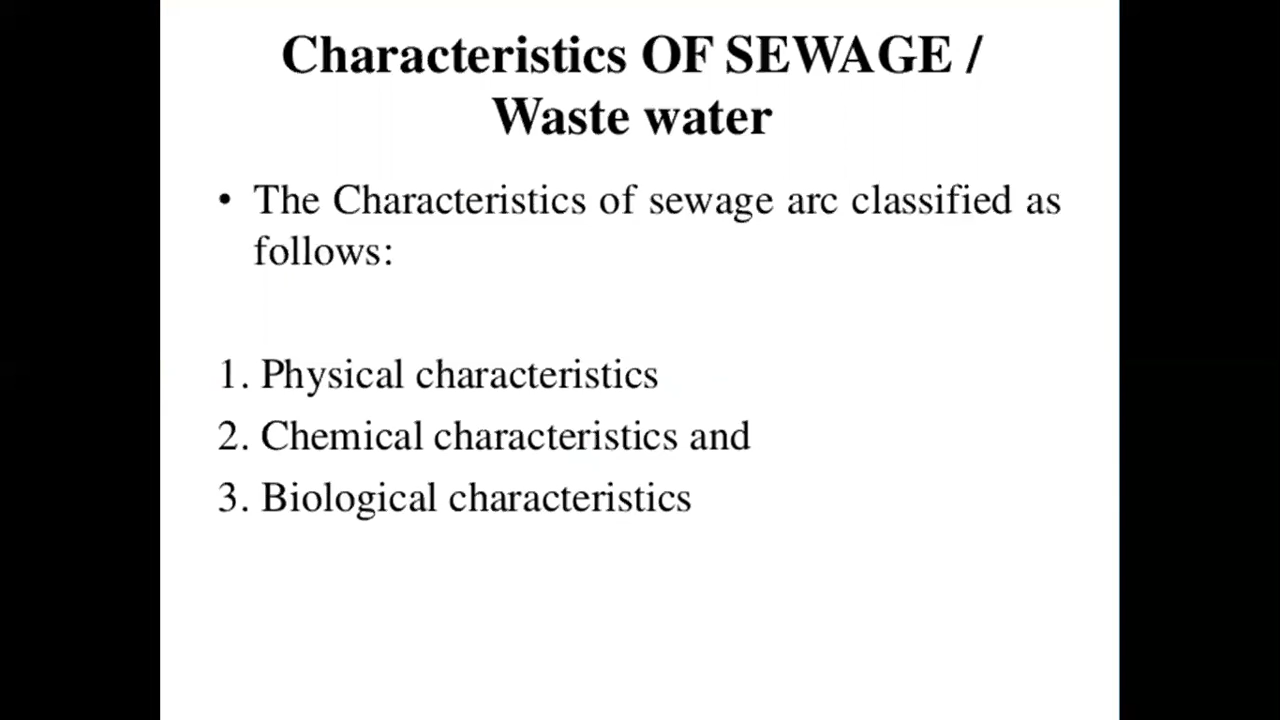 Characteristics OF SEWAGE /
Waste water
• The Characteristics of sewage arc classified as
follows:
1. Physical characteristics
2. Chemical characteristics and
3. Biological characteristics